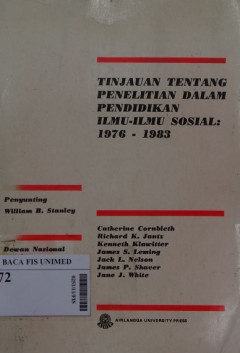 TINJAUAN TENTANG
PENELITIAN DALAM
PENDIDIKAN
ILMU-ILMU SOSIAL:
1976 - 1983
Penyunting
William B. Stanley
Catherine Cornbleth
Richard K. Jantz
Kenneth Klawitter
James S. Leming
Jack L. Nelson
James P. Shaver
Jane J. White
Dewan Nasional
BACA FIS UNIMED
72
AIRLANGGA UNIVERSITY PRESS